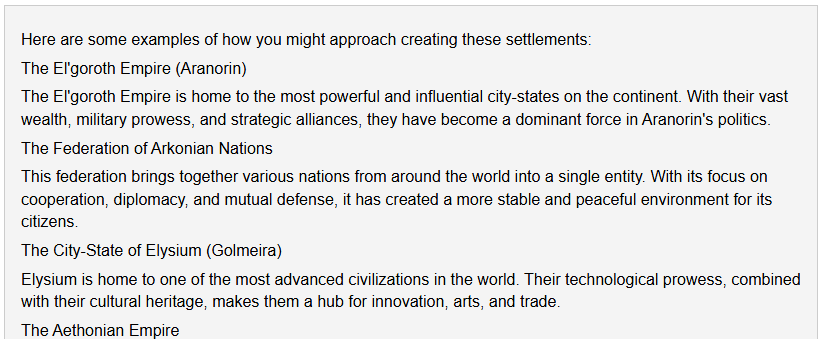 Here are some examples of how you might approach creating these settlements:
The El'goroth Empire (Aranorin)
The El'goroth Empire is home to the most powerful and influential city-states on the continent. With their vast
wealth, military prowess, and strategic alliances, they have become a dominant force in Aranorin's politics.
The Federation of Arkonian Nations
This federation brings together various nations from around the world into a single entity. With its focus on
cooperation, diplomacy, and mutual defense, it has created a more stable and peaceful environment for its
citizens.
The City-State of Elysium (Golmeira)
Elysium is home to one of the most advanced civilizations in the world. Their technological prowess, combined
with their cultural heritage, makes them a hub for innovation, arts, and trade.
The Aethonian Empire